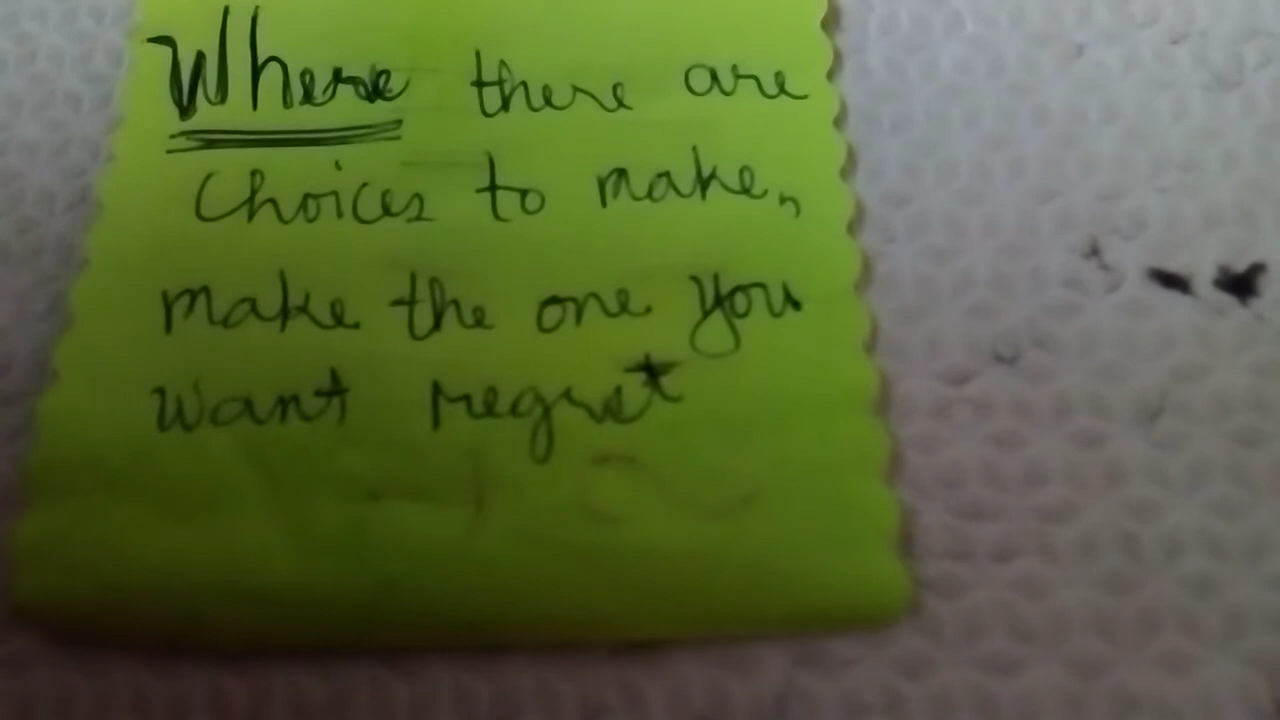 Where there are
choices to make,
make the one you
want regret